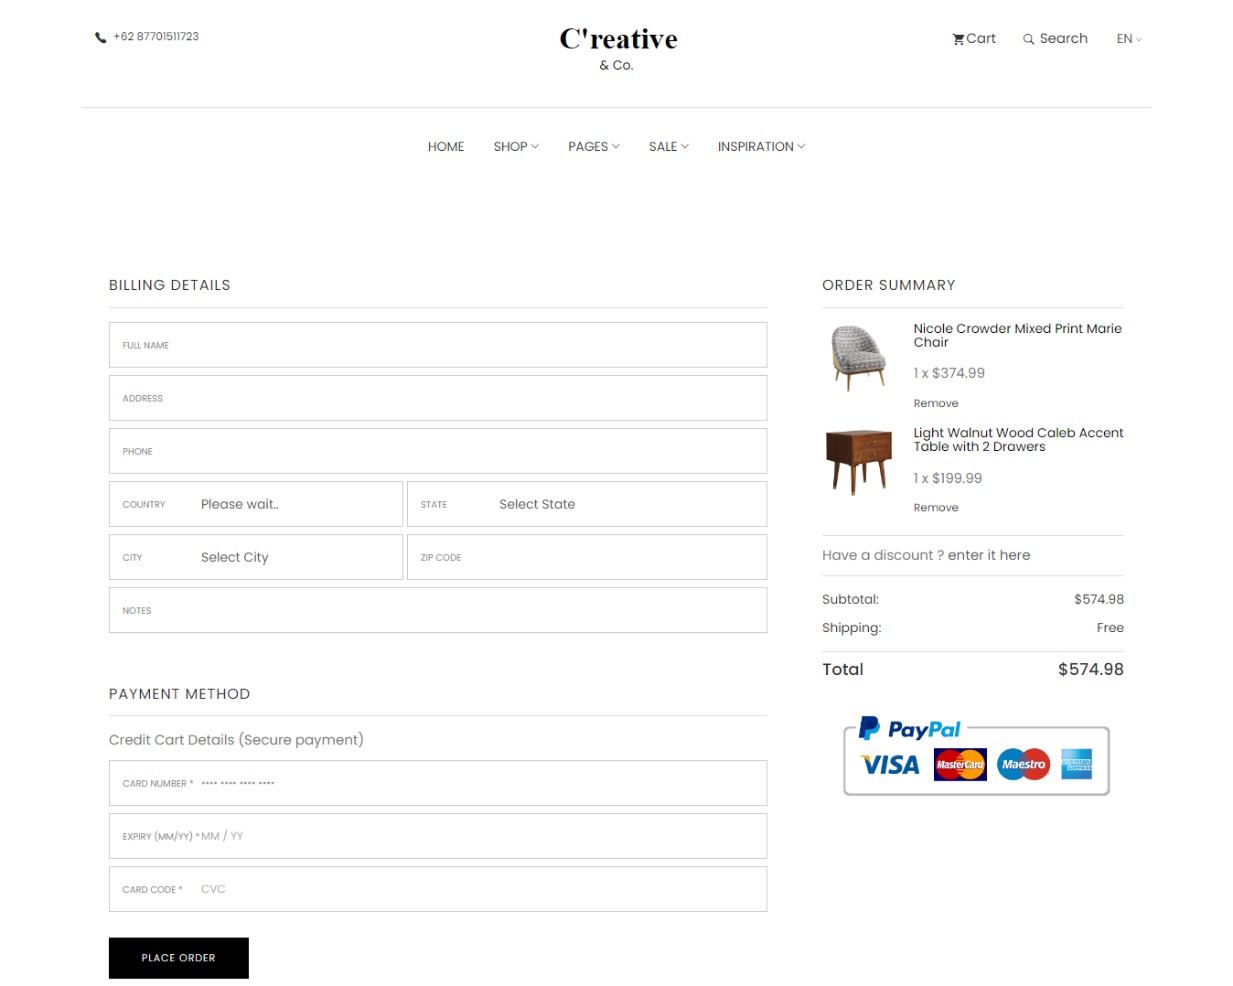 +62 87701511723
C'reative
& Co.
Cart
Search
EN
HOME
SHOP
PAGES
SALE
INSPIRATION
BILLING DETAILS
FULL NAME
ADDRESS
PHONE
COUNTRY Please wait..
STATE Select State
CITY Select City
ZIP CODE
NOTES
PAYMENT METHOD
Credit Cart Details (Secure payment)
CARD NUMBER * •••• •••• •••• ••••
EXPIRY (MM/YY) * MM / YY
CARD CODE * CVC
PLACE ORDER
ORDER SUMMARY
Nicole Crowder Mixed Print Marie
Chair
1 x $374.99
Remove
Light Walnut Wood Caleb Accent
Table with 2 Drawers
1 x $199.99
Remove
Have a discount ? enter it here
Subtotal: $574.98
Shipping: Free
Total $574.98
PayPal
VISA
MasterCard
Maestro
AMERICAN
EXPRESS